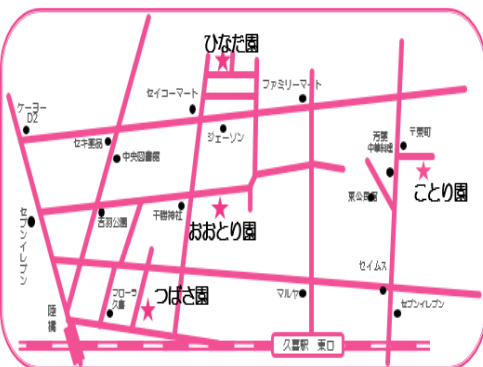 ひなだ園
セイコーマート
ファミリーマート
ケーヨー
D2
セキ薬品
ジェーソン
中央図書館
芳葉
中華料理
千栗町
ことり園
東公民館
セブンイレブン
吉羽公園
千勝神社
おおとり園
つばさ園
フローラ
久喜
マルヤ
セイムス
セブンイレブン
陸橋
久喜駅 東口